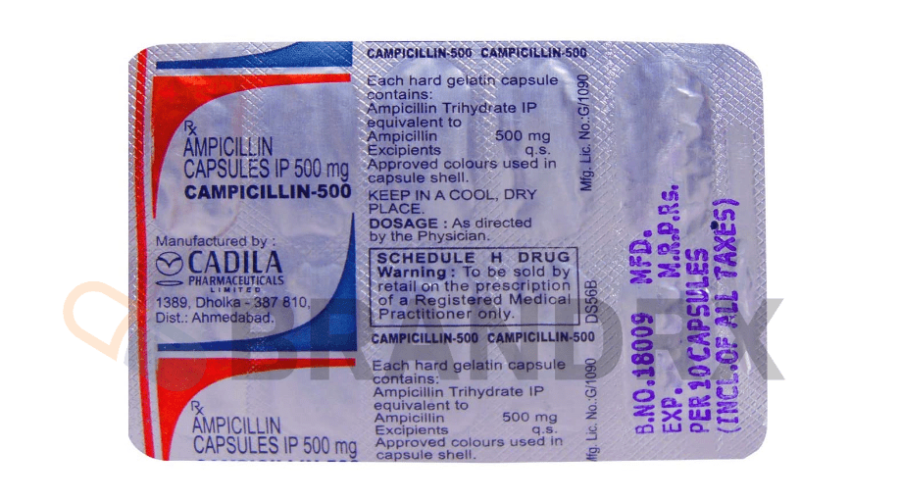 Rx
AMPICILLIN
CAPSULES IP 500 mg
CAMPICILLIN-500
Manufactured by :
CADILA
PHARMACEUTICALS
LIMITED
1389, Dholka - 387 810,
Dist.: Ahmedabad.
Rx
AMPICILLIN
CAPSULES IP 500 mg
CAMPICILLIN-500 CAMPICILLIN-500
Each hard gelatin capsule
contains:
Ampicillin Trihydrate IP
equivalent to
Ampicillin 500 mg
Excipients q.s.
Approved colours used in
capsule shell.
KEEP IN A COOL, DRY
PLACE.
DOSAGE : As directed
by the Physician.
SCHEDULE H DRUG
Warning : To be sold by
retail on the prescription
of a Registered Medical
Practitioner only.
Mfg. Lic. No.:G/1090
DS56B
CAMPICILLIN-500 CAMPICILLIN-500
Each hard gelatin capsule
contains:
Ampicillin Trihydrate IP
equivalent to
Ampicillin 500 mg
Excipients q.s.
Approved colours used in
capsule shell.
Lic. No.:G/1090
B.NO.18009 MFD.
EXP. M.R.P.Rs.
PER 10 CAPSULES
(INCL.OF ALL TAXES)
BRANDRX